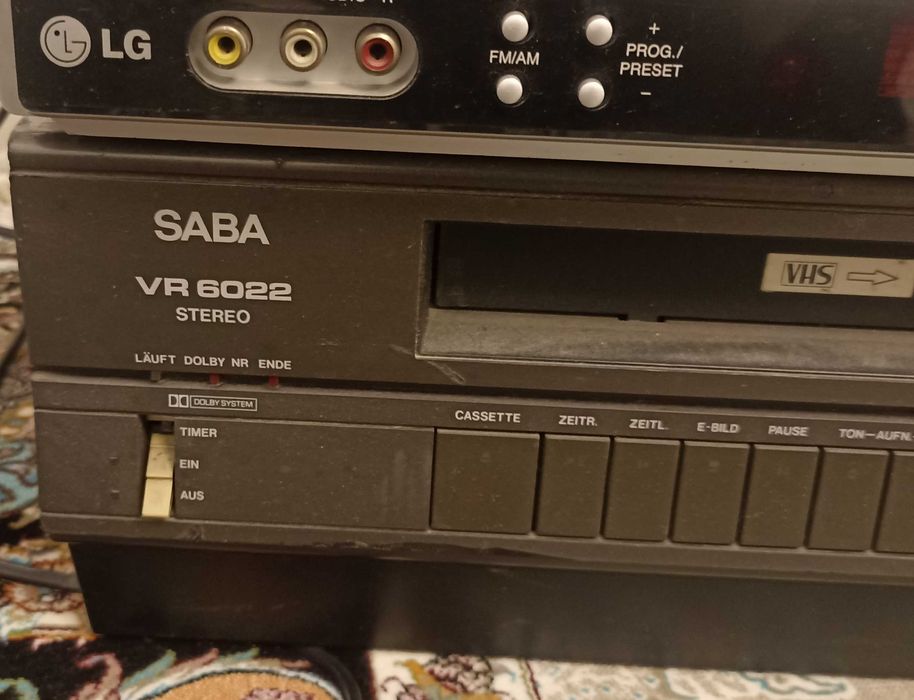 LG
FM/AM
+
PROG./
PRESET
−
SABA
VR 6022
STEREO
VHS
LÄUFT DOLBY NR ENDE
DOLBY SYSTEM
TIMER
EIN
AUS
CASSETTE ZEITR. ZEITL. E-BILD PAUSE TON—AUFN.